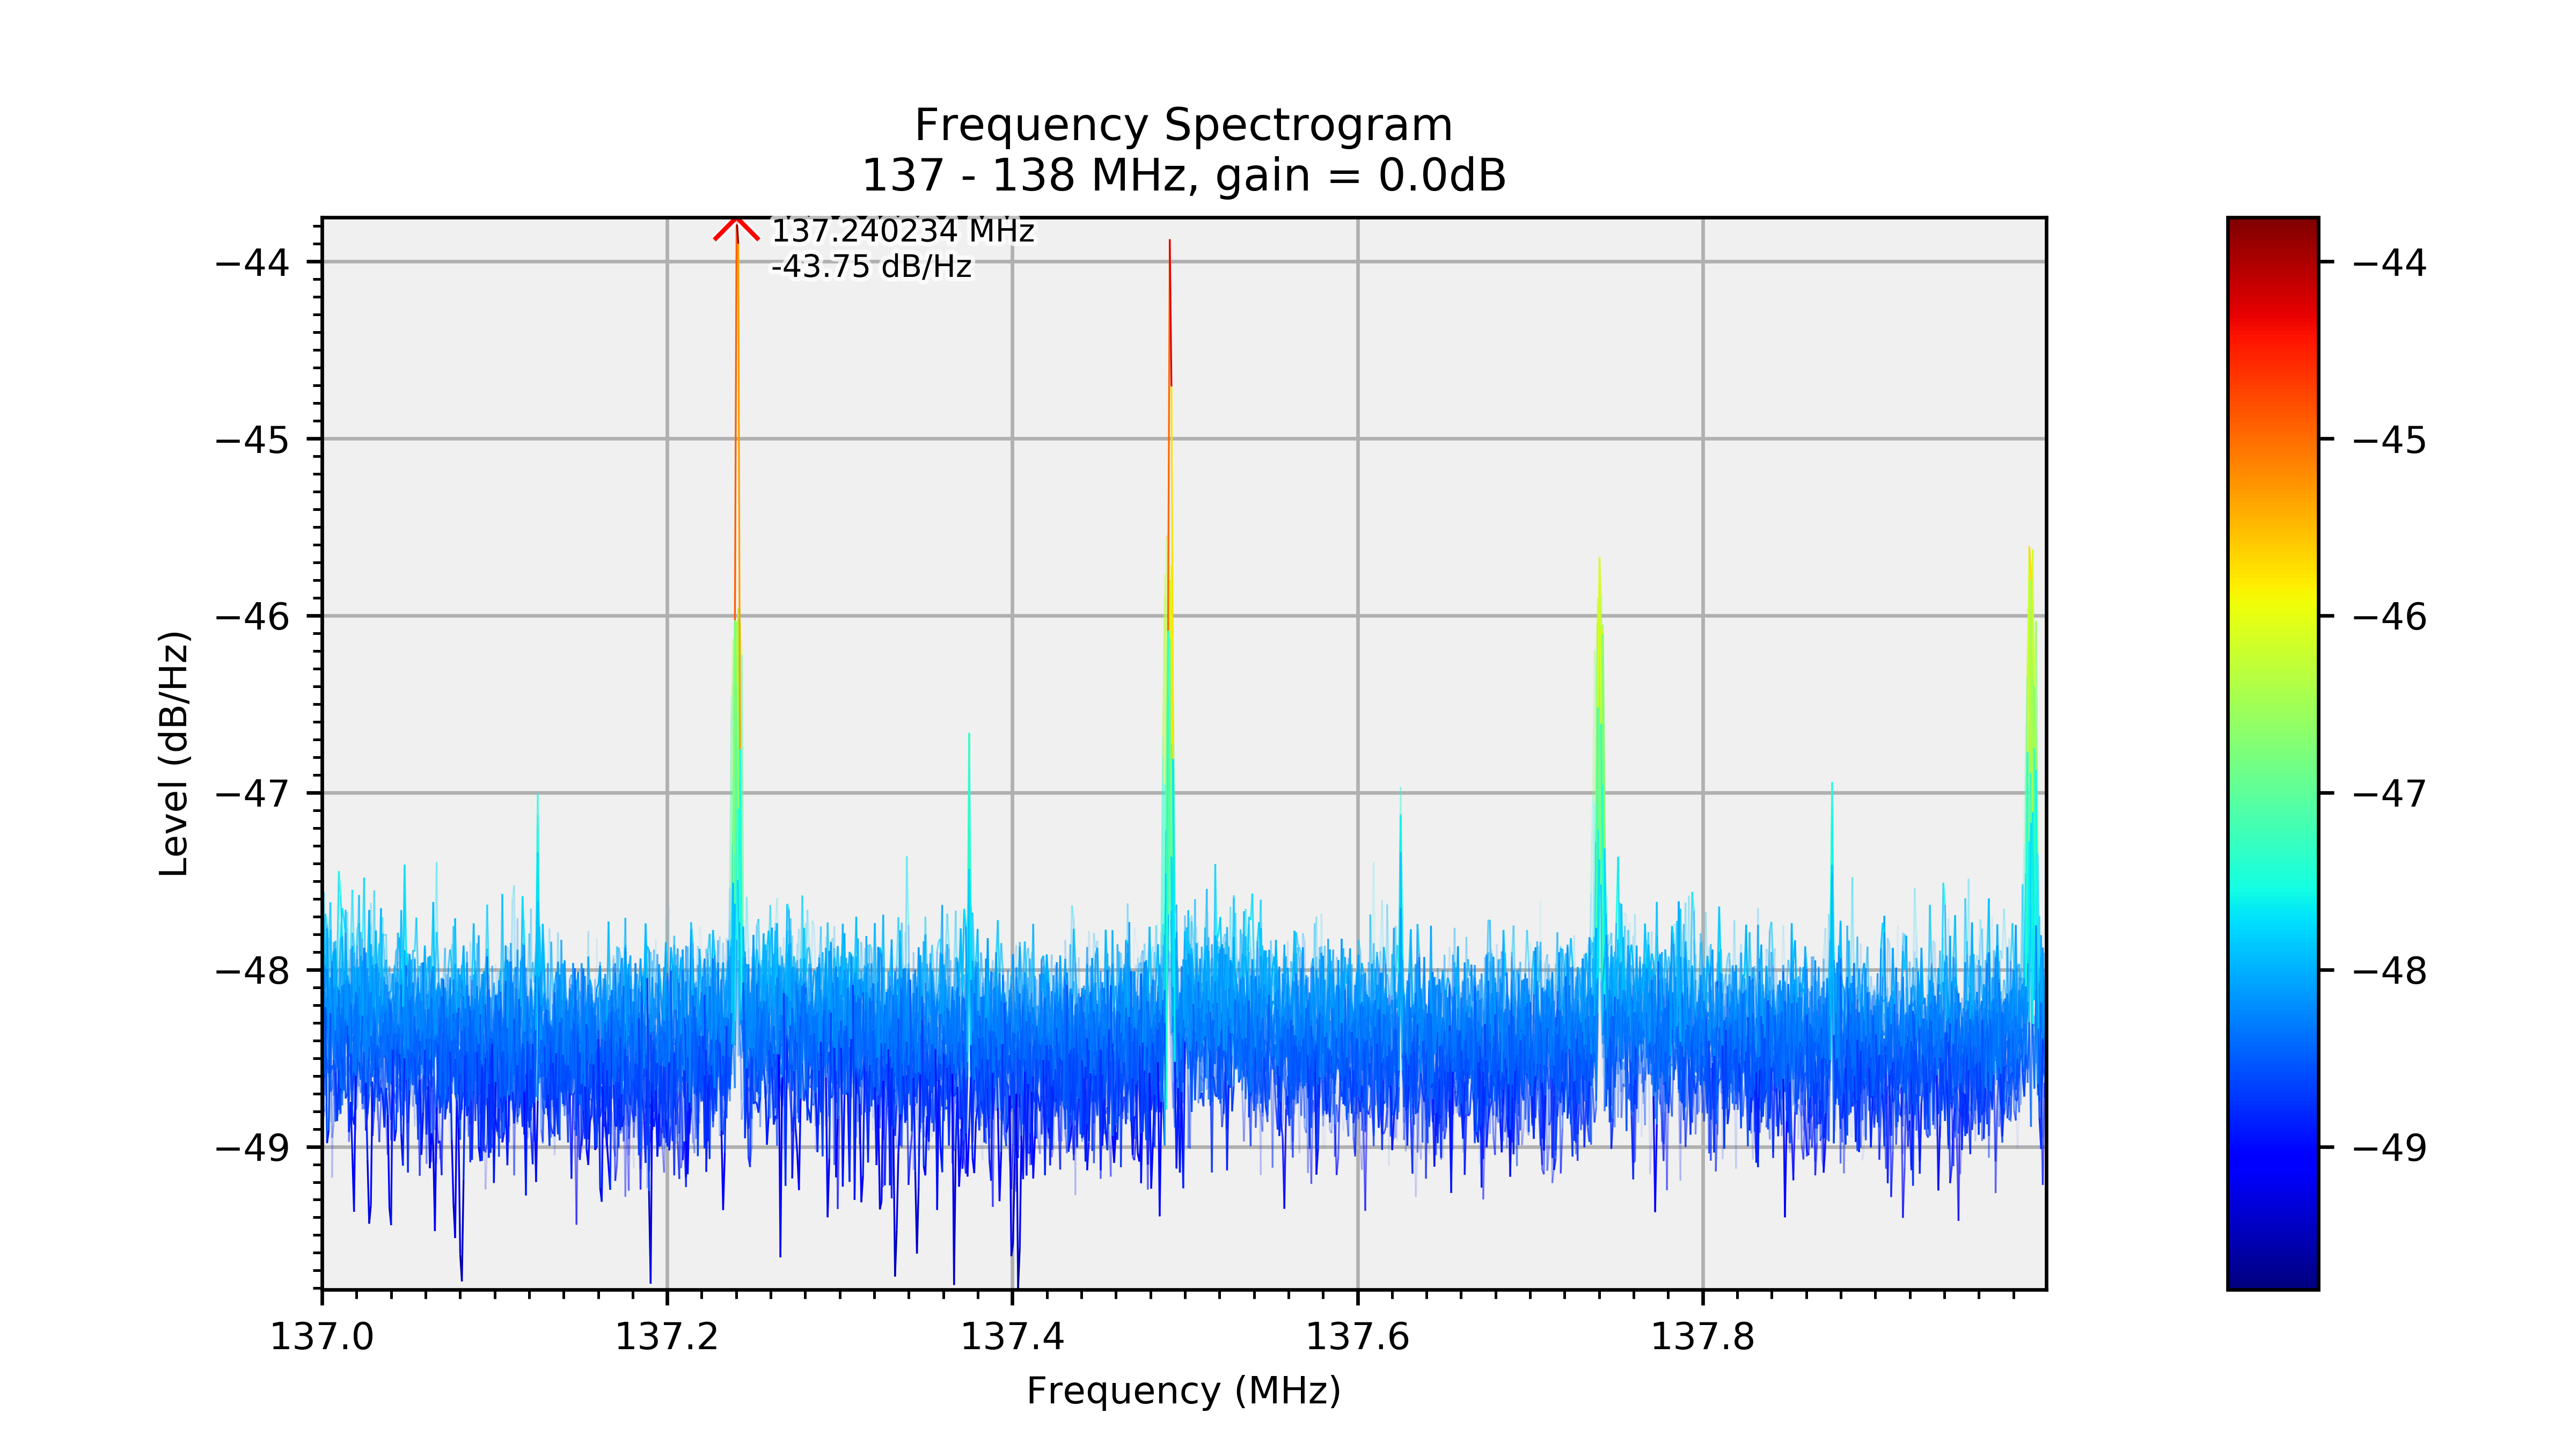 Frequency Spectrogram
137 - 138 MHz, gain = 0.0dB
137.240234 MHz
-43.75 dB/Hz
Level (dB/Hz)
−44
−45
−46
−47
−48
−49
137.0 137.2 137.4 137.6 137.8
Frequency (MHz)
−44
−45
−46
−47
−48
−49